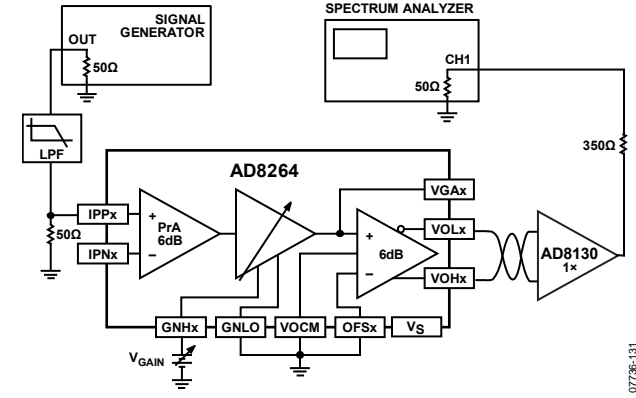 SPECTRUM ANALYZER
SIGNAL
GENERATOR
OUT
50Ω
CH1
50Ω
350Ω
LPF
AD8264
IPPx
IPNx
50Ω
+
–
PrA
6dB
VGAx
VOLx
VOHx
+
–
6dB
AD8130
1×
GNHx
GNLO
VOCM
OFSx
VS
VGAIN
07736-131